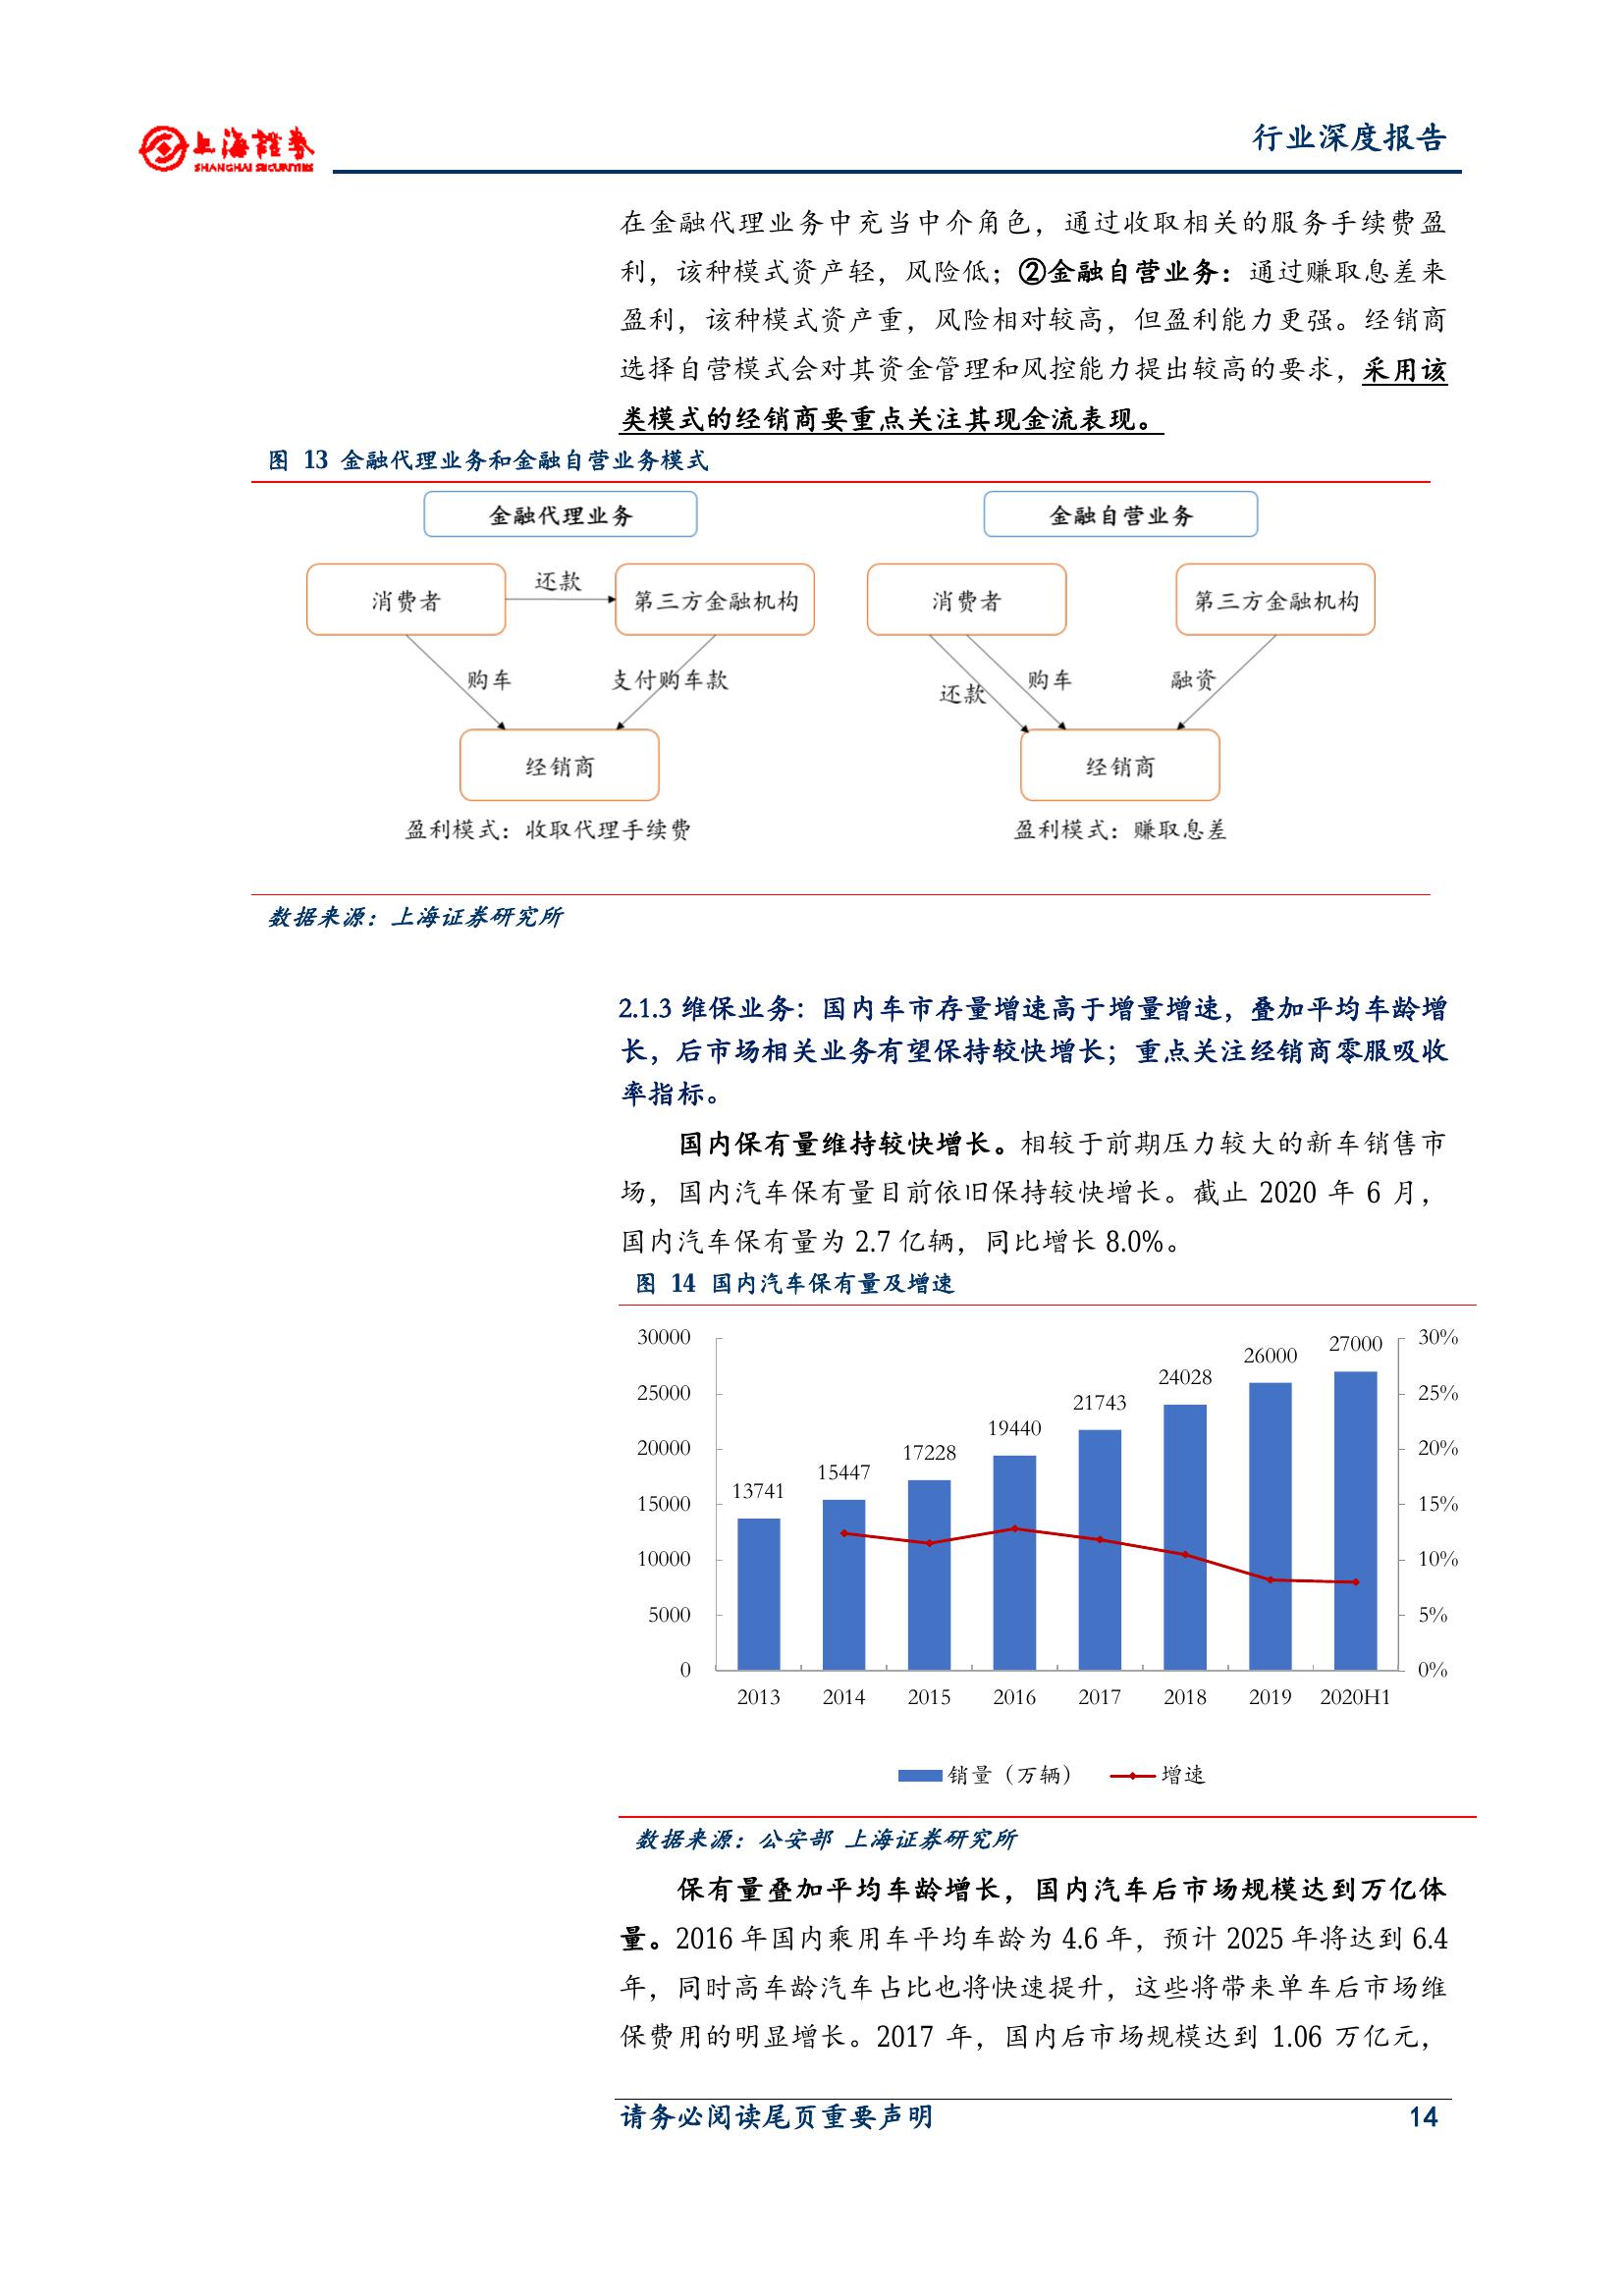 上海證券
SHANGHAI SECURITIES
行业深度报告
在金融代理业务中充当中介角色，通过收取相关的服务手续费盈
利，该种模式资产轻，风险低；②金融自营业务：通过赚取息差来
盈利，该种模式资产重，风险相对较高，但盈利能力更强。经销商
选择自营模式会对其资金管理和风控能力提出较高的要求，采用该
类模式的经销商要重点关注其现金流表现。
图 13 金融代理业务和金融自营业务模式
金融代理业务
消费者
还款
第三方金融机构
购车
支付购车款
经销商
盈利模式：收取代理手续费
金融自营业务
消费者
第三方金融机构
还款
购车
融资
经销商
盈利模式：赚取息差
数据来源：上海证券研究所
2.1.3 维保业务：国内车市存量增速高于增量增速，叠加平均车龄增
长，后市场相关业务有望保持较快增长；重点关注经销商零服吸收
率指标。
国内保有量维持较快增长。相较于前期压力较大的新车销售市
场，国内汽车保有量目前依旧保持较快增长。截止 2020 年 6 月，
国内汽车保有量为 2.7 亿辆，同比增长 8.0%。
图 14 国内汽车保有量及增速
30000
25000
20000
15000
10000
5000
0
13741
15447
17228
19440
21743
24028
26000
27000
30%
25%
20%
15%
10%
5%
0%
2013 2014 2015 2016 2017 2018 2019 2020H1
销量（万辆） 增速
数据来源：公安部 上海证券研究所
保有量叠加平均车龄增长，国内汽车后市场规模达到万亿体
量。2016 年国内乘用车平均车龄为 4.6 年，预计 2025 年将达到 6.4
年，同时高车龄汽车占比也将快速提升，这些将带来单车后市场维
保费用的明显增长。2017 年，国内后市场规模达到 1.06 万亿元，
请务必阅读尾页重要声明
14